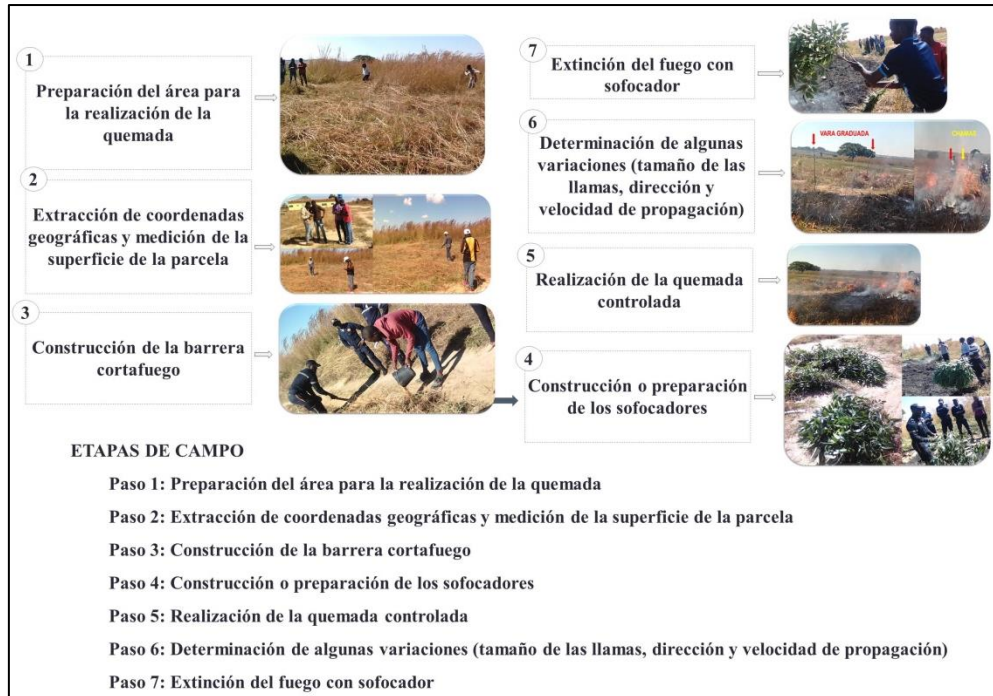 1
Preparación del área para
la realización de la
quemada
2
Extracción de coordenadas
geográficas y medición de la
superficie de la parcela
3
Construcción de la barrera
cortafuego
7
Extinción del fuego con
sofocador
6
Determinación de algunas
variaciones (tamaño de las
llamas, dirección y
velocidad de propagación)
VARA GRADUADA
5
Realización de la quemada
controlada
4
Construcción o preparación
de los sofocadores
ETAPAS DE CAMPO
Paso 1: Preparación del área para la realización de la quemada
Paso 2: Extracción de coordenadas geográficas y medición de la superficie de la parcela
Paso 3: Construcción de la barrera cortafuego
Paso 4: Construcción o preparación de los sofocadores
Paso 5: Realización de la quemada controlada
Paso 6: Determinación de algunas variaciones (tamaño de las llamas, dirección y velocidad de propagación)
Paso 7: Extinción del fuego con sofocador